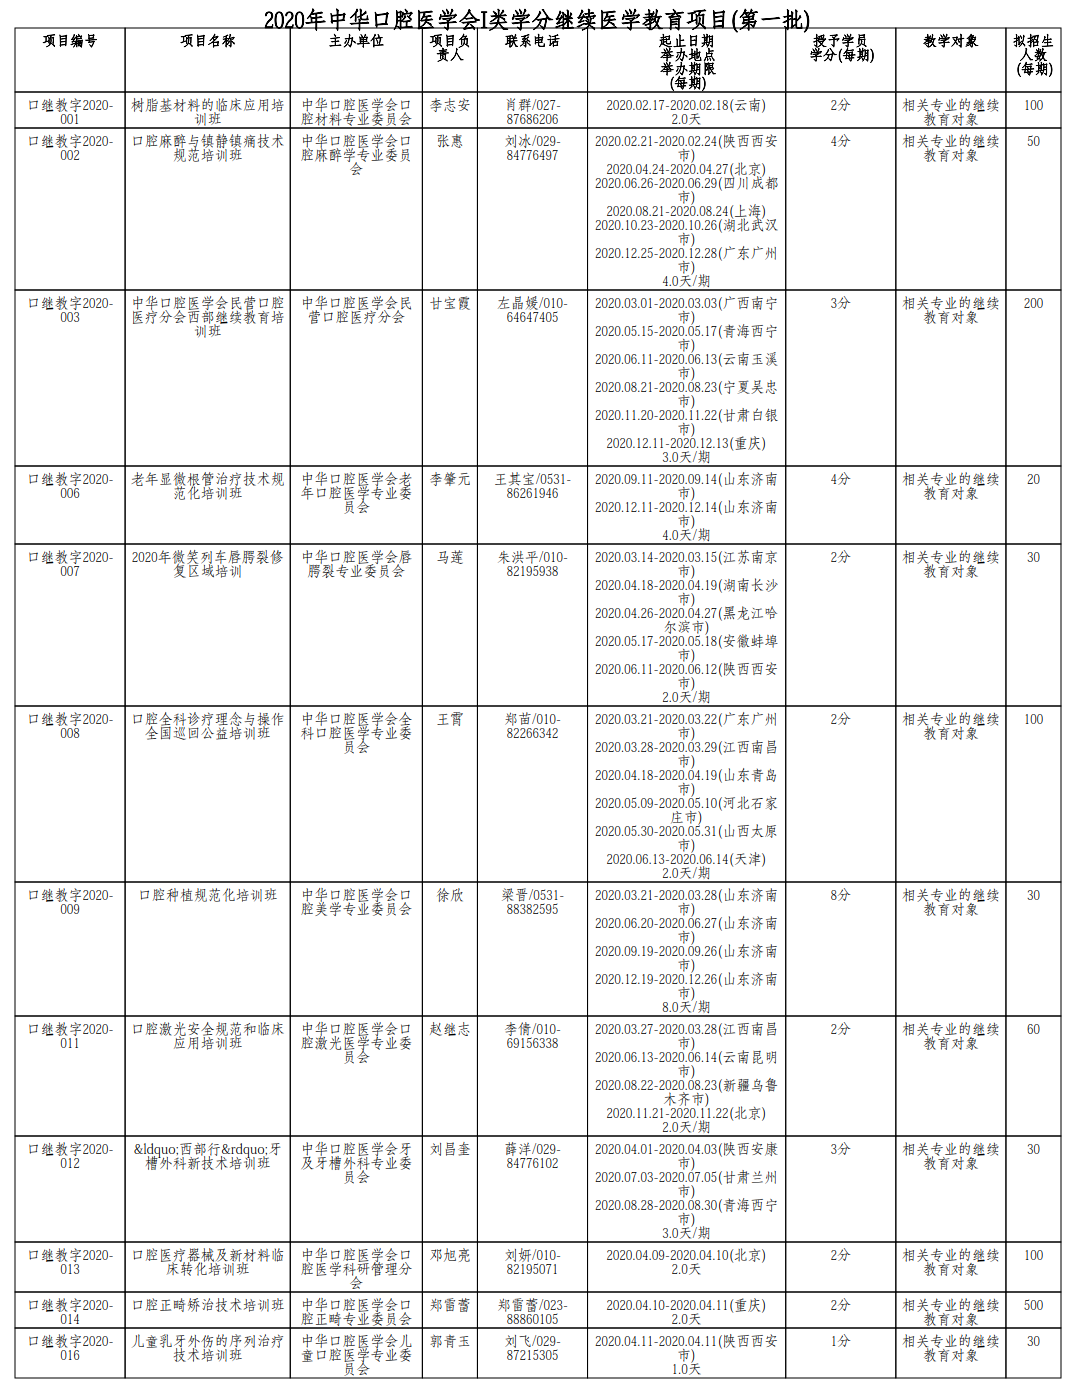 2020年中华口腔医学会I类学分继续医学教育项目(第一批)
项目编号
项目名称
主办单位
项目负
责人
联系电话
起止日期
举办地点
举办期限
(每期)
授予学员
学分(每期)
教学对象
拟招生
人数
(每期)
口继教字2020-
001
树脂基材料的临床应用培
训班
中华口腔医学会口
腔材料专业委员会
李志安
肖群/027-
87686206
2020.02.17-2020.02.18(云南)
2.0天
2分
相关专业的继续
教育对象
100
口继教字2020-
002
口腔麻醉与镇静镇痛技术
规范培训班
中华口腔医学会口
腔麻醉学专业委员
会
张惠
刘冰/029-
84776497
2020.02.21-2020.02.24(陕西西安
市)
2020.04.24-2020.04.27(北京)
2020.06.26-2020.06.29(四川成都
市)
2020.08.21-2020.08.24(上海)
2020.10.23-2020.10.26(湖北武汉
市)
2020.12.25-2020.12.28(广东广州
市)
4.0天/期
4分
相关专业的继续
教育对象
50
口继教字2020-
003
中华口腔医学会民营口腔
医疗分会西部继续教育培
训班
中华口腔医学会民
营口腔医疗分会
甘宝霞
左晶媛/010-
64647405
2020.03.01-2020.03.03(广西南宁
市)
2020.05.15-2020.05.17(青海西宁
市)
2020.06.11-2020.06.13(云南玉溪
市)
2020.08.21-2020.08.23(宁夏吴忠
市)
2020.11.20-2020.11.22(甘肃白银
市)
2020.12.11-2020.12.13(重庆)
3.0天/期
3分
相关专业的继续
教育对象
200
口继教字2020-
006
老年显微根管治疗技术规
范化培训班
中华口腔医学会老
年口腔医学专业委
员会
李肇元
王其宝/0531-
86261946
2020.09.11-2020.09.14(山东济南
市)
2020.12.11-2020.12.14(山东济南
市)
4.0天/期
4分
相关专业的继续
教育对象
20
口继教字2020-
007
2020年微笑列车唇腭裂修
复区域培训
中华口腔医学会唇
腭裂专业委员会
马莲
朱洪平/010-
82195938
2020.03.14-2020.03.15(江苏南京
市)
2020.04.18-2020.04.19(湖南长沙
市)
2020.04.26-2020.04.27(黑龙江哈
尔滨市)
2020.05.17-2020.05.18(安徽蚌埠
市)
2020.06.11-2020.06.12(陕西西安
市)
2.0天/期
2分
相关专业的继续
教育对象
30
口继教字2020-
008
口腔全科诊疗理念与操作
全国巡回公益培训班
中华口腔医学会全
科口腔医学专业委
员会
王霄
郑苗/010-
82266342
2020.03.21-2020.03.22(广东广州
市)
2020.03.28-2020.03.29(江西南昌
市)
2020.04.18-2020.04.19(山东青岛
市)
2020.05.09-2020.05.10(河北石家
庄市)
2020.05.30-2020.05.31(山西太原
市)
2020.06.13-2020.06.14(天津)
2.0天/期
2分
相关专业的继续
教育对象
100
口继教字2020-
009
口腔种植规范化培训班
中华口腔医学会口
腔美学专业委员会
徐欣
梁晋/0531-
88382595
2020.03.21-2020.03.28(山东济南
市)
2020.06.20-2020.06.27(山东济南
市)
2020.09.19-2020.09.26(山东济南
市)
2020.12.19-2020.12.26(山东济南
市)
8.0天/期
8分
相关专业的继续
教育对象
30
口继教字2020-
011
口腔激光安全规范和临床
应用培训班
中华口腔医学会口
腔激光医学专业委
员会
赵继志
李倩/010-
69156338
2020.03.27-2020.03.28(江西南昌
市)
2020.06.13-2020.06.14(云南昆明
市)
2020.08.22-2020.08.23(新疆乌鲁
木齐市)
2020.11.21-2020.11.22(北京)
2.0天/期
2分
相关专业的继续
教育对象
60
口继教字2020-
012
&ldquo;西部行&rdquo;牙
槽外科新技术培训班
中华口腔医学会牙
及牙槽外科专业委
员会
刘昌奎
薛洋/029-
84776102
2020.04.01-2020.04.03(陕西安康
市)
2020.07.03-2020.07.05(甘肃兰州
市)
2020.08.28-2020.08.30(青海西宁
市)
3.0天/期
3分
相关专业的继续
教育对象
30
口继教字2020-
013
口腔医疗器械及新材料临
床转化培训班
中华口腔医学会口
腔医学科研管理分
会
邓旭亮
刘妍/010-
82195071
2020.04.09-2020.04.10(北京)
2.0天
2分
相关专业的继续
教育对象
100
口继教字2020-
014
口腔正畸矫治技术培训班
中华口腔医学会口
腔正畸专业委员会
郑雷蕾
郑雷蕾/023-
88860105
2020.04.10-2020.04.11(重庆)
2.0天
2分
相关专业的继续
教育对象
500
口继教字2020-
016
儿童乳牙外伤的序列治疗
技术培训班
中华口腔医学会儿
童口腔医学专业委
员会
郭青玉
刘飞/029-
87215305
2020.04.11-2020.04.11(陕西西安
市)
1.0天
1分
相关专业的继续
教育对象
30